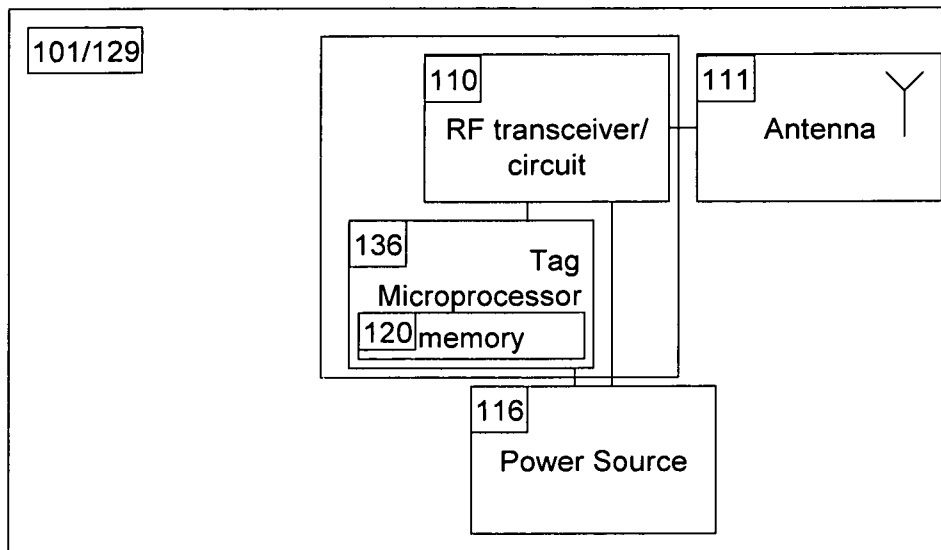 101/129
110
RF transceiver/
circuit
111
Antenna
136
Tag
Microprocessor
120 memory
116
Power Source